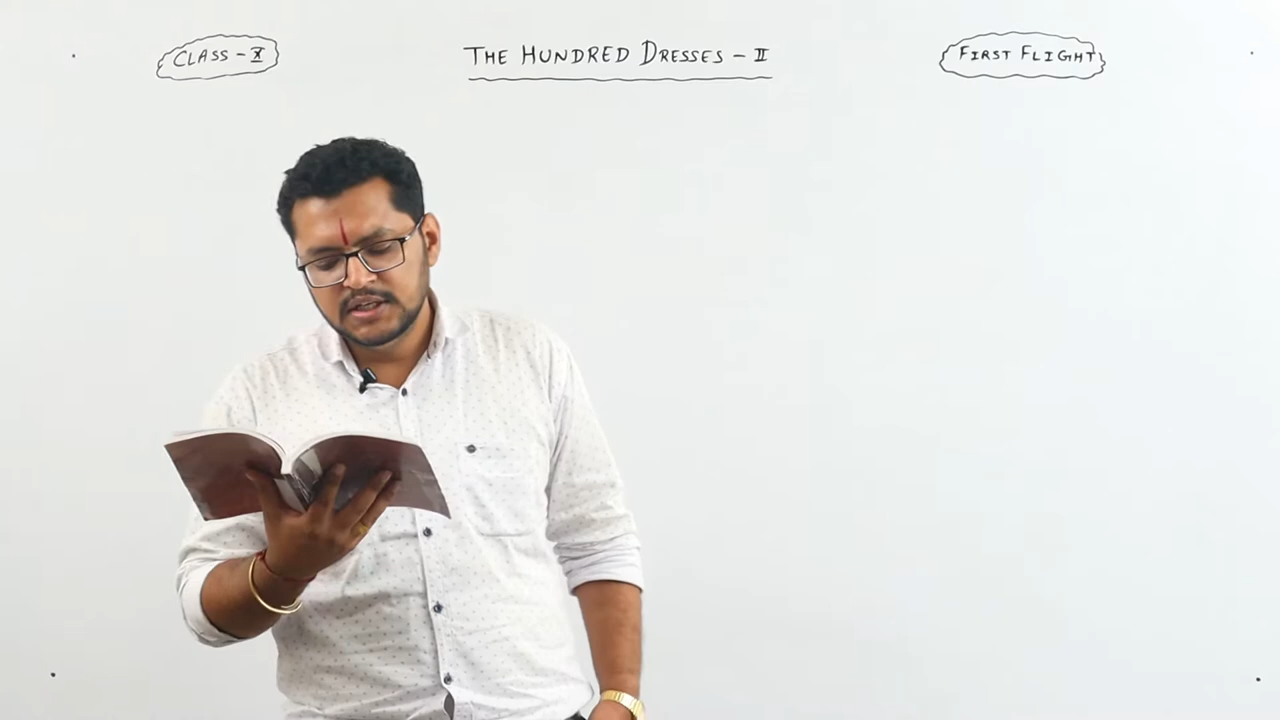 CLASS - X
THE HUNDRED DRESSES - II
FIRST FLIGHT